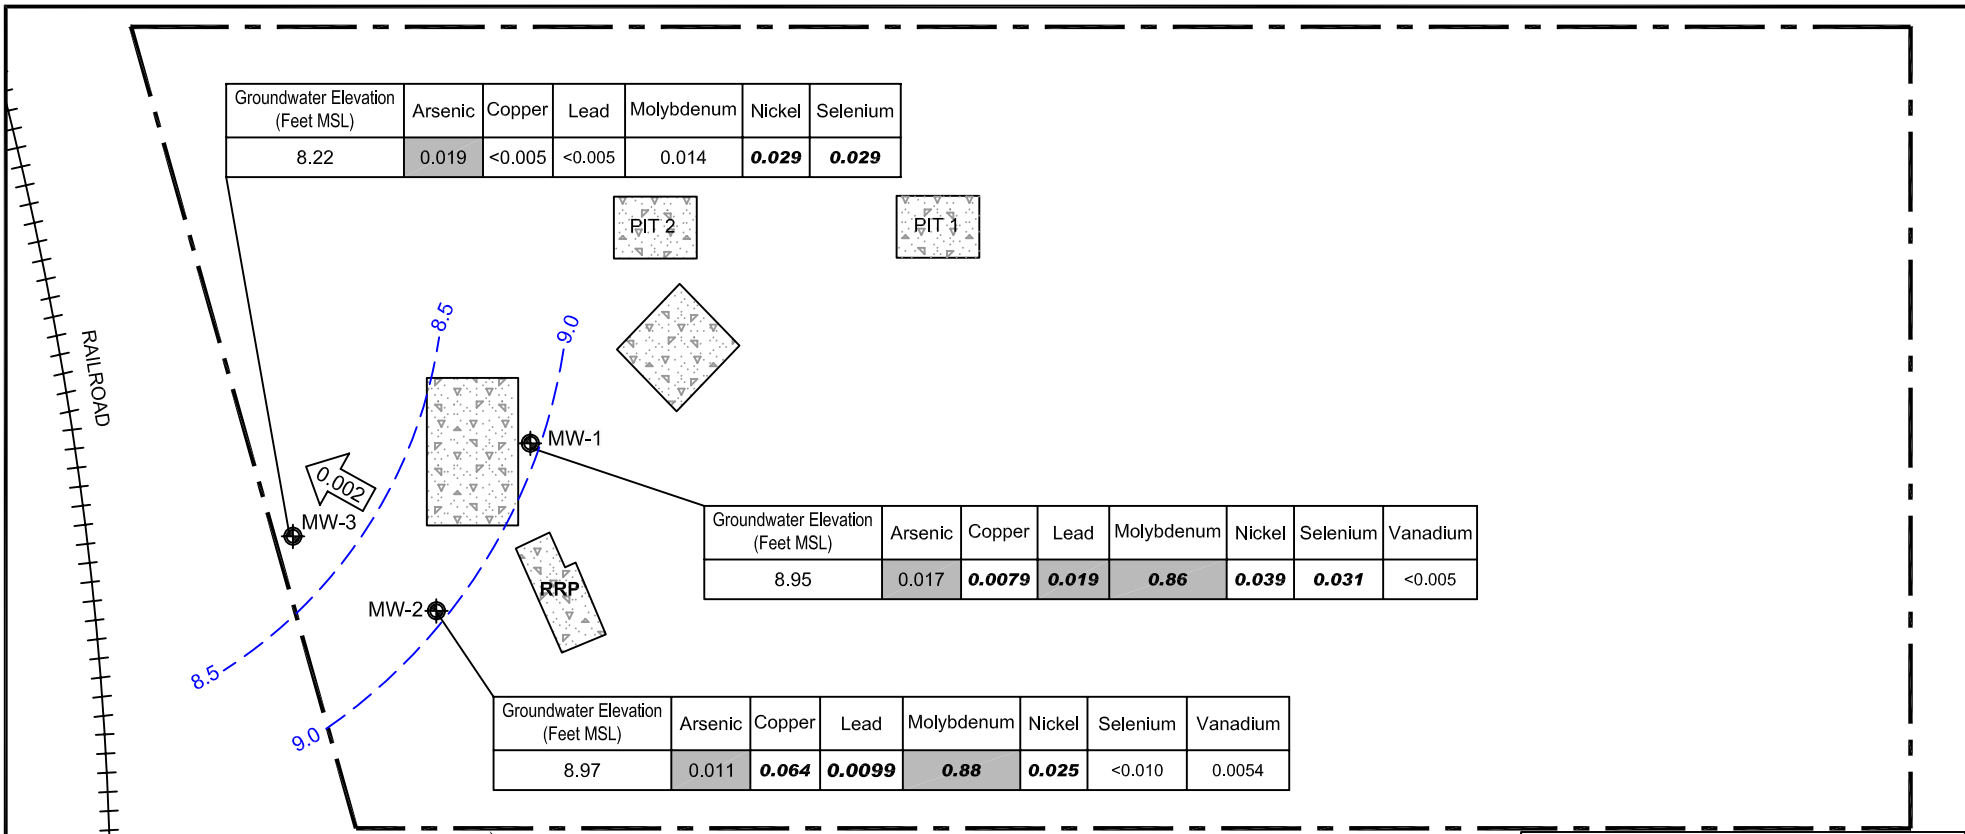 Groundwater Elevation (Feet MSL) Arsenic Copper Lead Molybdenum Nickel Selenium
8.22 0.019 <0.005 <0.005 0.014 0.029 0.029
PIT 2
PIT 1
8.5
9.0
RAILROAD
MW-1
0.002
MW-3
Groundwater Elevation (Feet MSL) Arsenic Copper Lead Molybdenum Nickel Selenium Vanadium
8.95 0.017 0.0079 0.019 0.86 0.039 0.031 <0.005
RRP
MW-2
8.5
9.0
Groundwater Elevation (Feet MSL) Arsenic Copper Lead Molybdenum Nickel Selenium Vanadium
8.97 0.011 0.064 0.0099 0.88 0.025 <0.010 0.0054